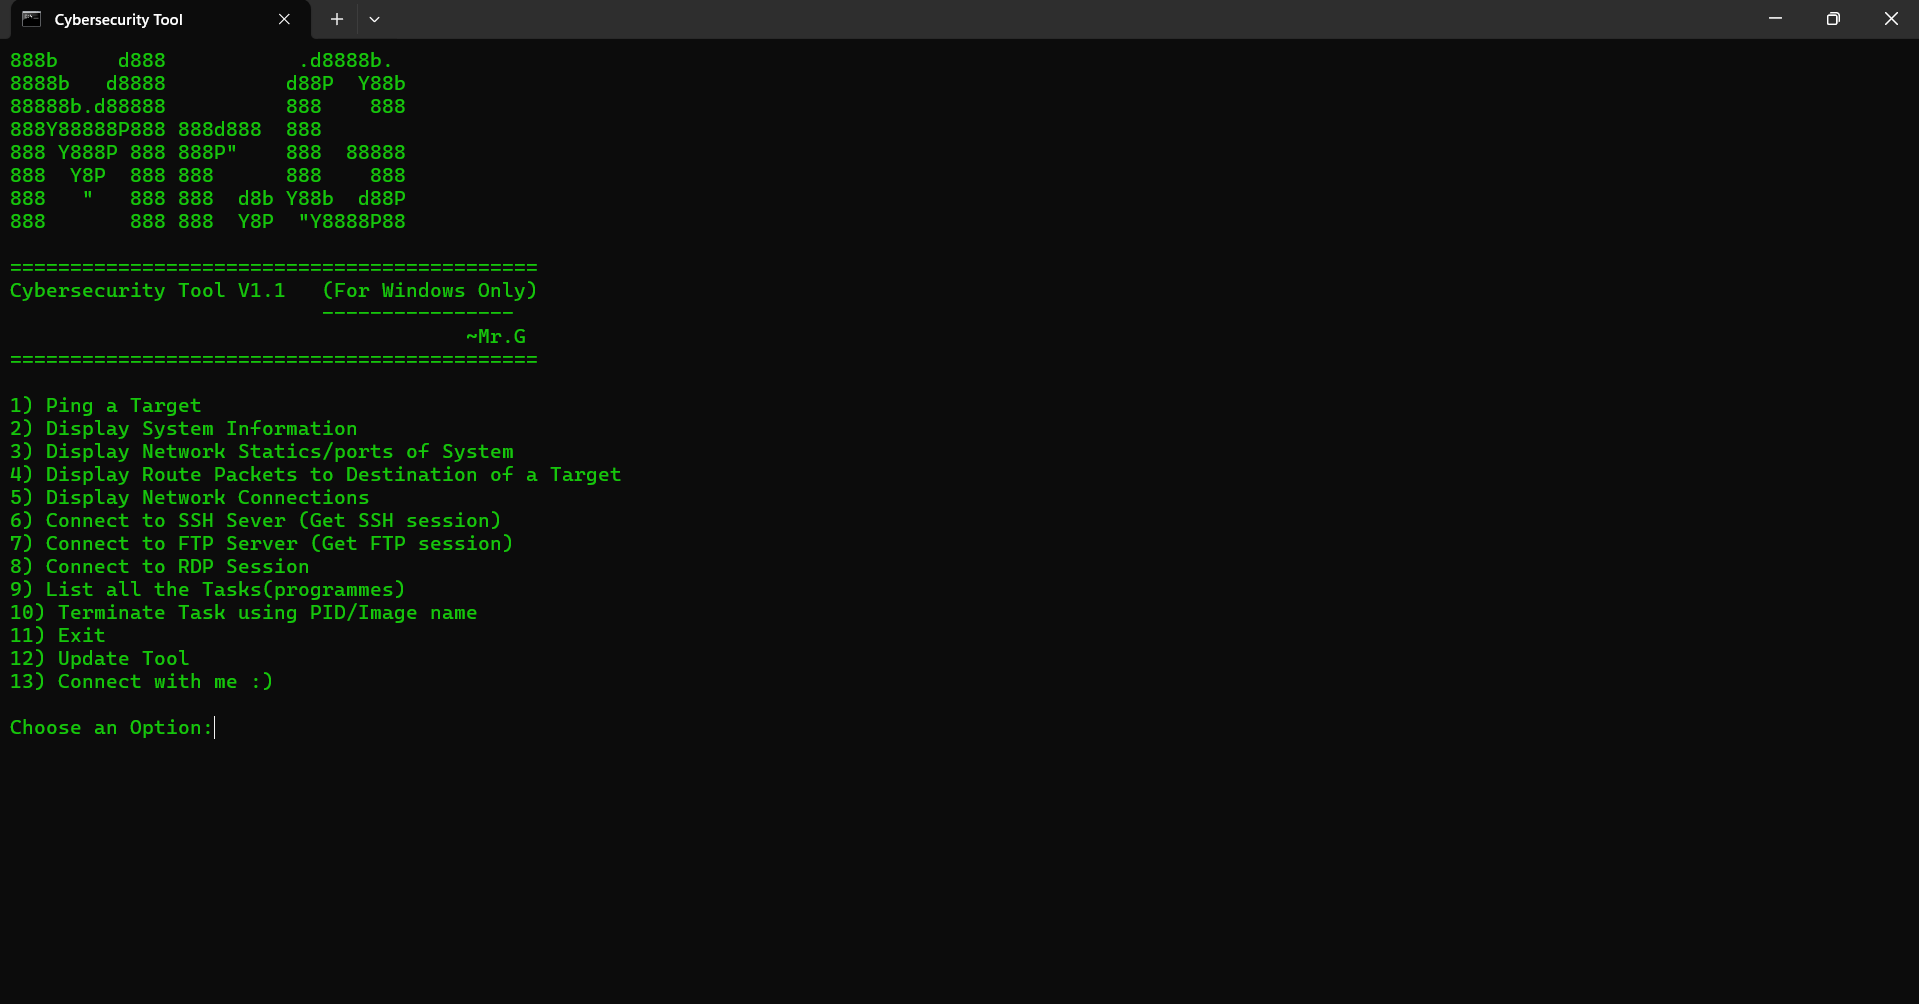 Cybersecurity Tool
888b     d888           .d8888b.
8888b   d8888          d88P  Y88b
88888b.d88888          888    888
888Y88888P888 888d888  888
888 Y888P 888 888P"    888  88888
888  Y8P  888 888      888    888
888   "   888 888  d8b Y88b  d88P
888       888 888  Y8P  "Y8888P88
============================================
Cybersecurity Tool V1.1   (For Windows Only)
                          ----------------
                                      ~Mr.G
============================================
1) Ping a Target
2) Display System Information
3) Display Network Statics/ports of System
4) Display Route Packets to Destination of a Target
5) Display Network Connections
6) Connect to SSH Sever (Get SSH session)
7) Connect to FTP Server (Get FTP session)
8) Connect to RDP Session
9) List all the Tasks(programmes)
10) Terminate Task using PID/Image name
11) Exit
12) Update Tool
13) Connect with me :)
Choose an Option: